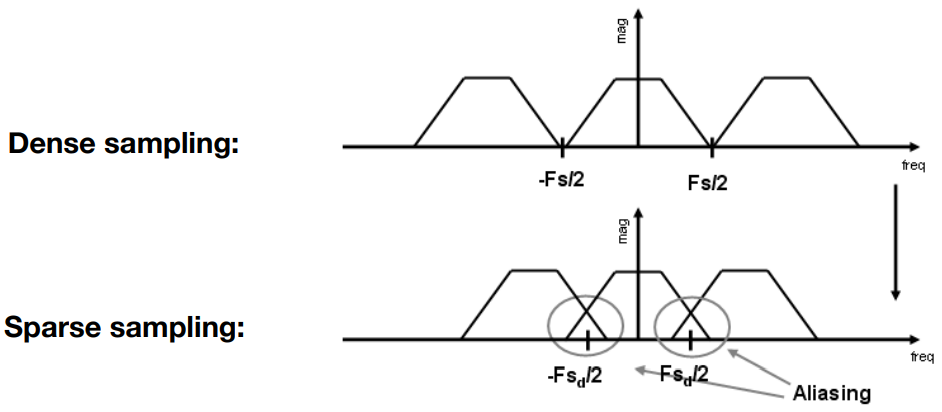 mag
Dense sampling:
freq
-Fs/2
Fs/2
mag
Sparse sampling:
freq
-Fsd/2
Fsd/2
Aliasing